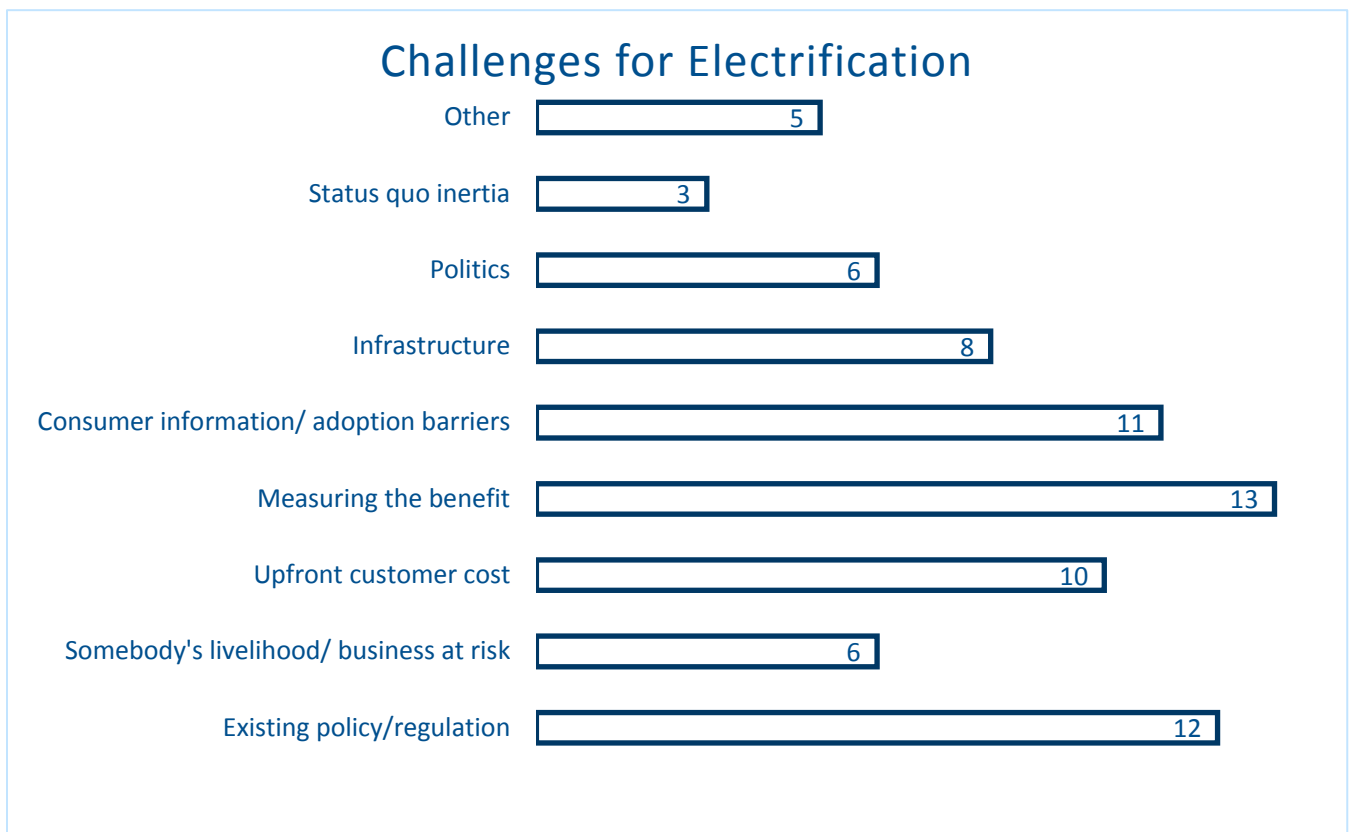 Challenges for Electrification
Other 5
Status quo inertia 3
Politics 6
Infrastructure 8
Consumer information/ adoption barriers 11
Measuring the benefit 13
Upfront customer cost 10
Somebody's livelihood/ business at risk 6
Existing policy/regulation 12